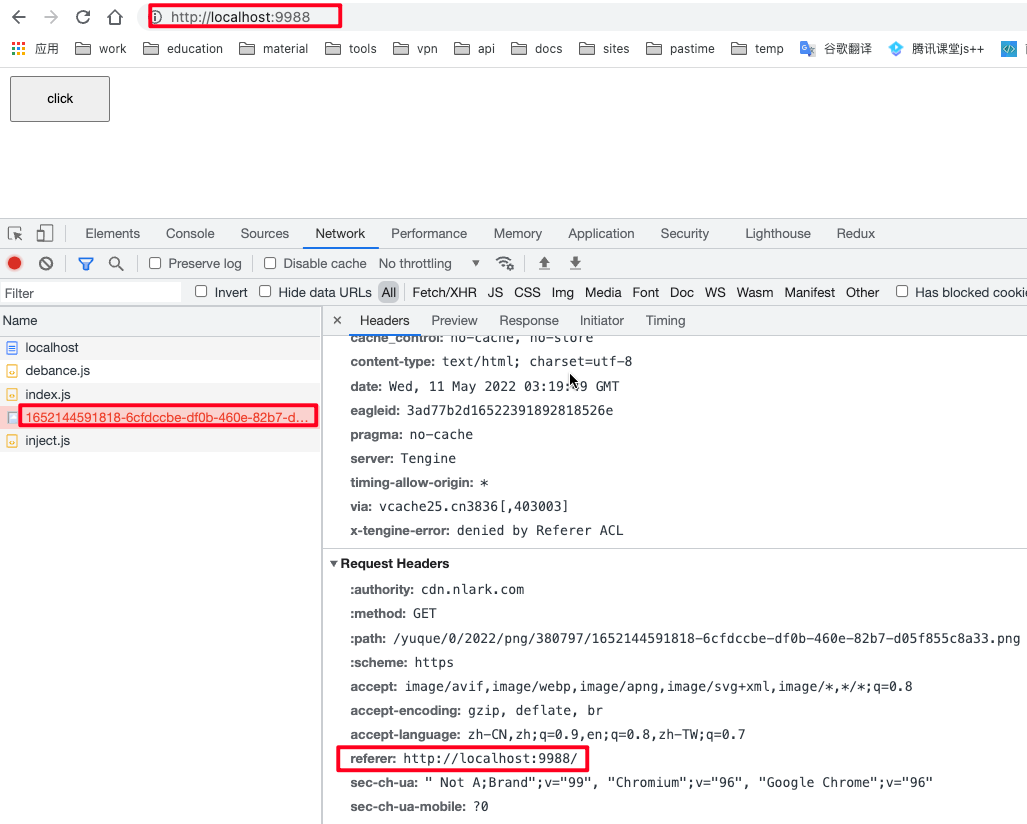 http://localhost:9988
应用 work education material tools vpn api docs sites pastime temp 谷歌翻译 腾讯课堂js++
click
Elements Console Sources Network Performance Memory Application Security Lighthouse Redux
Preserve log Disable cache No throttling
Filter Invert Hide data URLs All Fetch/XHR JS CSS Img Media Font Doc WS Wasm Manifest Other Has blocked cookie
Name
localhost
debance.js
index.js
1652144591818-6cfdccbe-df0b-460e-82b7-d...
inject.js
× Headers Preview Response Initiator Timing
cache_control: no-cache, no-store
content-type: text/html; charset=utf-8
date: Wed, 11 May 2022 03:19:49 GMT
eagleid: 3ad77b2d16522391892818526e
pragma: no-cache
server: Tengine
timing-allow-origin: *
via: vcache25.cn3836[,403003]
x-tengine-error: denied by Referer ACL
Request Headers
:authority: cdn.nlark.com
:method: GET
:path: /yuque/0/2022/png/380797/1652144591818-6cfdccbe-df0b-460e-82b7-d05f855c8a33.png
:scheme: https
accept: image/avif,image/webp,image/apng,image/svg+xml,image/*,*/*;q=0.8
accept-encoding: gzip, deflate, br
accept-language: zh-CN,zh;q=0.9,en;q=0.8,zh-TW;q=0.7
referer: http://localhost:9988/
sec-ch-ua: " Not A;Brand";v="99", "Chromium";v="96", "Google Chrome";v="96"
sec-ch-ua-mobile: ?0